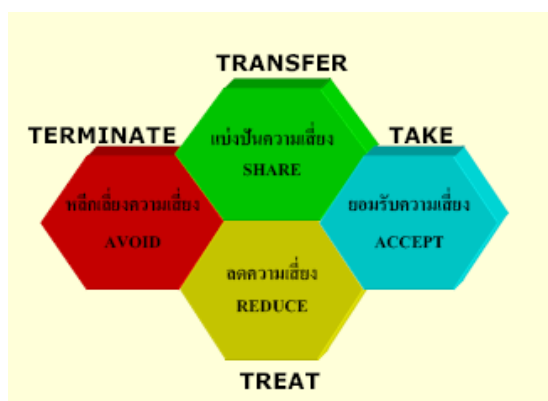 TRANSFER
TERMINATE
แบ่งปันความเสี่ยง
SHARE
TAKE
หลีกเลี่ยงความเสี่ยง
AVOID
ยอมรับความเสี่ยง
ACCEPT
ลดความเสี่ยง
REDUCE
TREAT